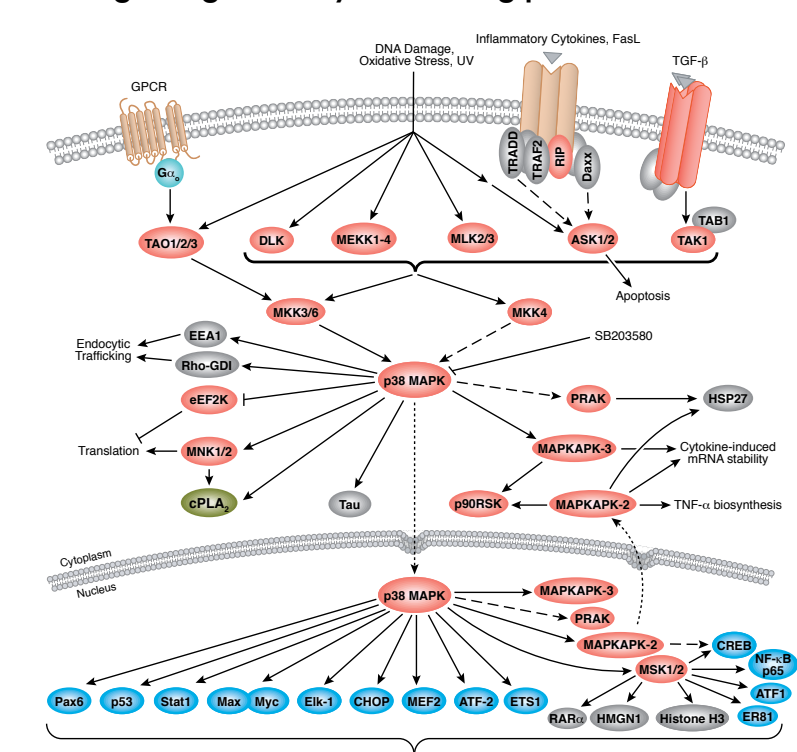 DNA Damage,
Oxidative Stress, UV
Inflammatory Cytokines, FasL
TGF-β
GPCR
TRADD
TRAF2
RIP
Daxx
Gαo
TAB1
TAO1/2/3
DLK
MEKK1-4
MLK2/3
ASK1/2
TAK1
Apoptosis
MKK3/6
MKK4
SB203580
EEA1
Endocytic
Trafficking
Rho-GDI
p38 MAPK
eEF2K
PRAK
HSP27
Translation
MNK1/2
MAPKAPK-3
Cytokine-induced
mRNA stability
cPLA2
Tau
p90RSK
MAPKAPK-2
TNF-α biosynthesis
Cytoplasm
Nucleus
p38 MAPK
MAPKAPK-3
PRAK
MAPKAPK-2
CREB
MSK1/2
NF-κB
p65
ATF1
Pax6
p53
Stat1
Max
Myc
Elk-1
CHOP
MEF2
ATF-2
ETS1
RARα
HMGN1
Histone H3
ER81